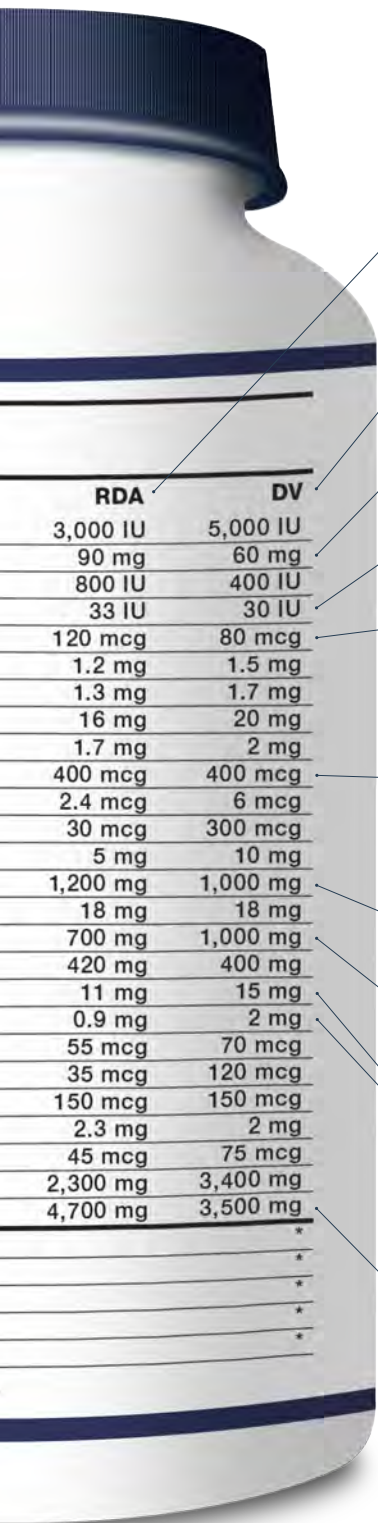 RDA DV
3,000 IU 5,000 IU
90 mg 60 mg
800 IU 400 IU
33 IU 30 IU
120 mcg 80 mcg
1.2 mg 1.5 mg
1.3 mg 1.7 mg
16 mg 20 mg
1.7 mg 2 mg
400 mcg 400 mcg
2.4 mcg 6 mcg
30 mcg 300 mcg
5 mg 10 mg
1,200 mg 1,000 mg
18 mg 18 mg
700 mg 1,000 mg
420 mg 400 mg
11 mg 15 mg
0.9 mg 2 mg
55 mcg 70 mcg
35 mcg 120 mcg
150 mcg 150 mcg
2.3 mg 2 mg
45 mcg 75 mcg
2,300 mg 3,400 mg
4,700 mg 3,500 mg
*
*
*
*
*